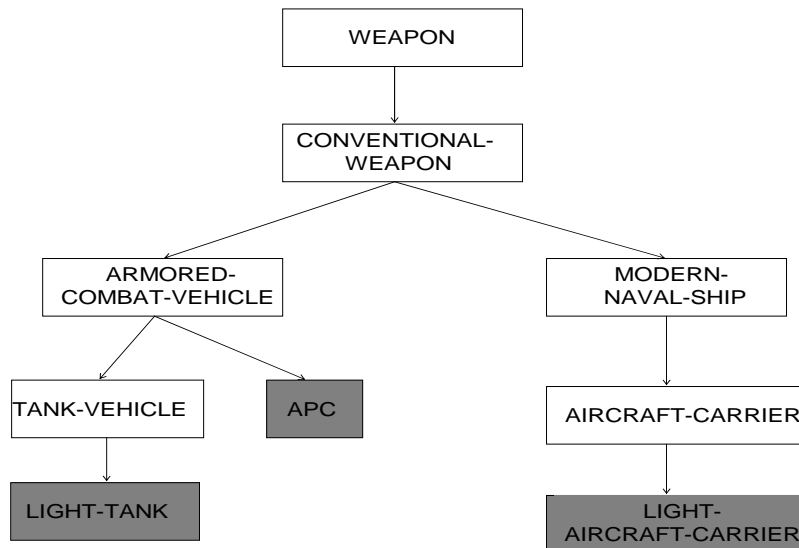 WEAPON
CONVENTIONAL-
WEAPON
ARMORED-
COMBAT-VEHICLE
MODERN-
NAVAL-SHIP
TANK-VEHICLE
APC
AIRCRAFT-CARRIER
LIGHT-TANK
LIGHT-
AIRCRAFT-CARRIER